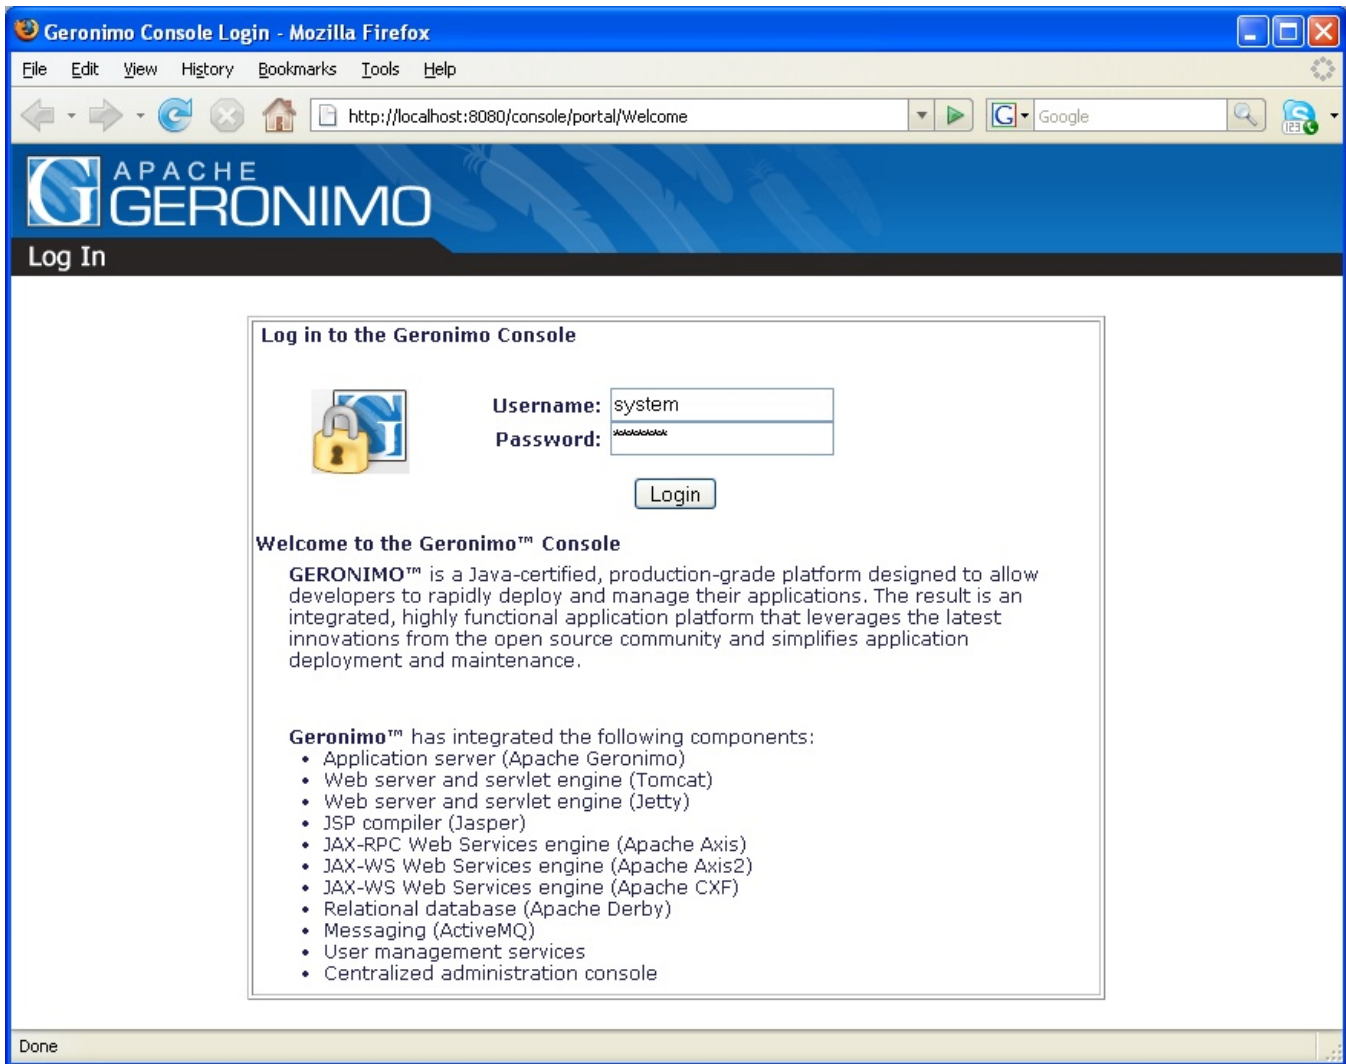 Geronimo Console Login - Mozilla Firefox
File Edit View History Bookmarks Tools Help
http://localhost:8080/console/portal/Welcome
G Google
123
G APACHE
GERONIMO
Log In
Log in to the Geronimo Console
G
Username: system
Password: ********
Login
Welcome to the Geronimo™ Console
GERONIMO™ is a Java-certified, production-grade platform designed to allow
developers to rapidly deploy and manage their applications. The result is an
integrated, highly functional application platform that leverages the latest
innovations from the open source community and simplifies application
deployment and maintenance.
Geronimo™ has integrated the following components:
• Application server (Apache Geronimo)
• Web server and servlet engine (Tomcat)
• Web server and servlet engine (Jetty)
• JSP compiler (Jasper)
• JAX-RPC Web Services engine (Apache Axis)
• JAX-WS Web Services engine (Apache Axis2)
• JAX-WS Web Services engine (Apache CXF)
• Relational database (Apache Derby)
• Messaging (ActiveMQ)
• User management services
• Centralized administration console
Done